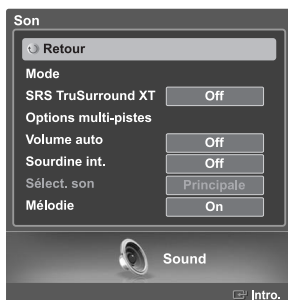 Son
Retour
Mode
SRS TruSurround XT Off
Options multi-pistes
Volume auto Off
Sourdine int. Off
Sélect. son Principale
Mélodie On
Sound
Intro.